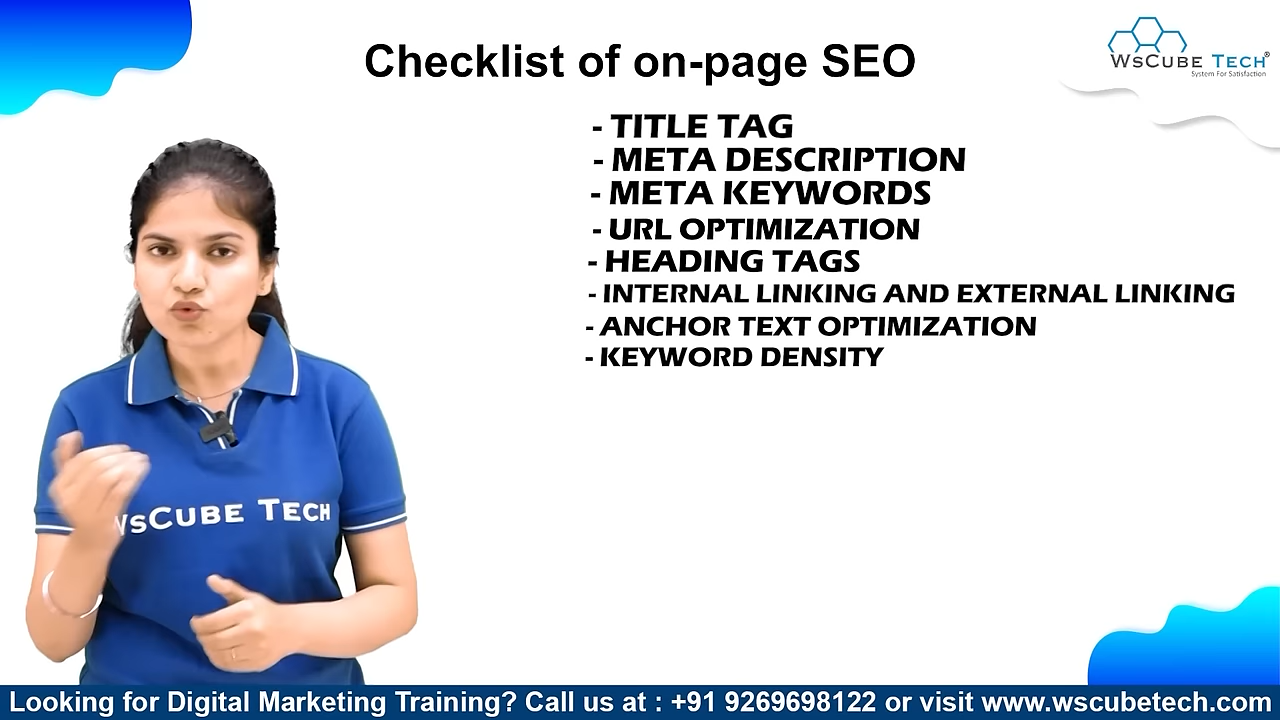 Checklist of on-page SEO
WsCube Tech®
System For Satisfaction
- TITLE TAG
- META DESCRIPTION
- META KEYWORDS
- URL OPTIMIZATION
- HEADING TAGS
- INTERNAL LINKING AND EXTERNAL LINKING
- ANCHOR TEXT OPTIMIZATION
- KEYWORD DENSITY
WsCube Tech
Looking for Digital Marketing Training? Call us at : +91 9269698122 or visit www.wscubetech.com